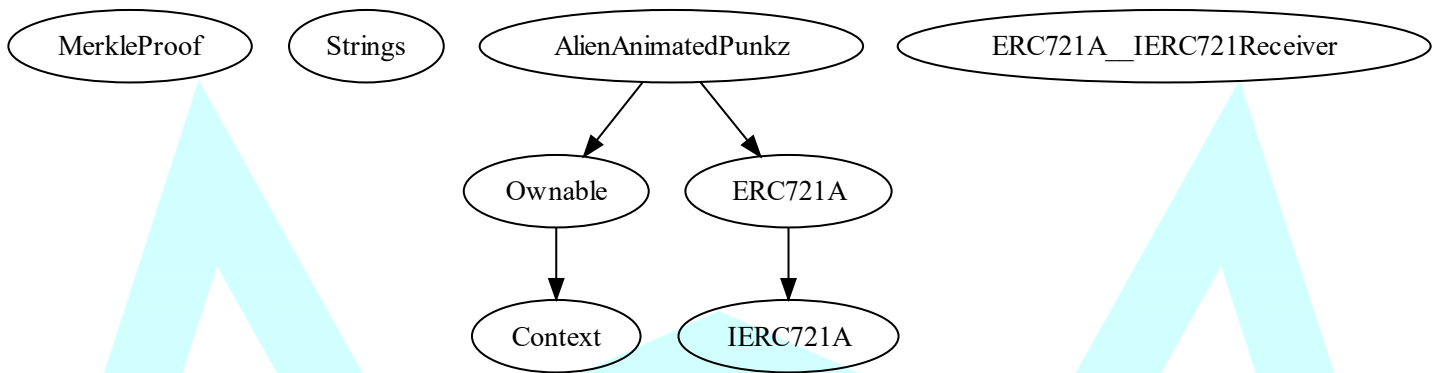 MerkleProof
Strings
AlienAnimatedPunkz
ERC721A__IERC721Receiver
Ownable
ERC721A
Context
IERC721A